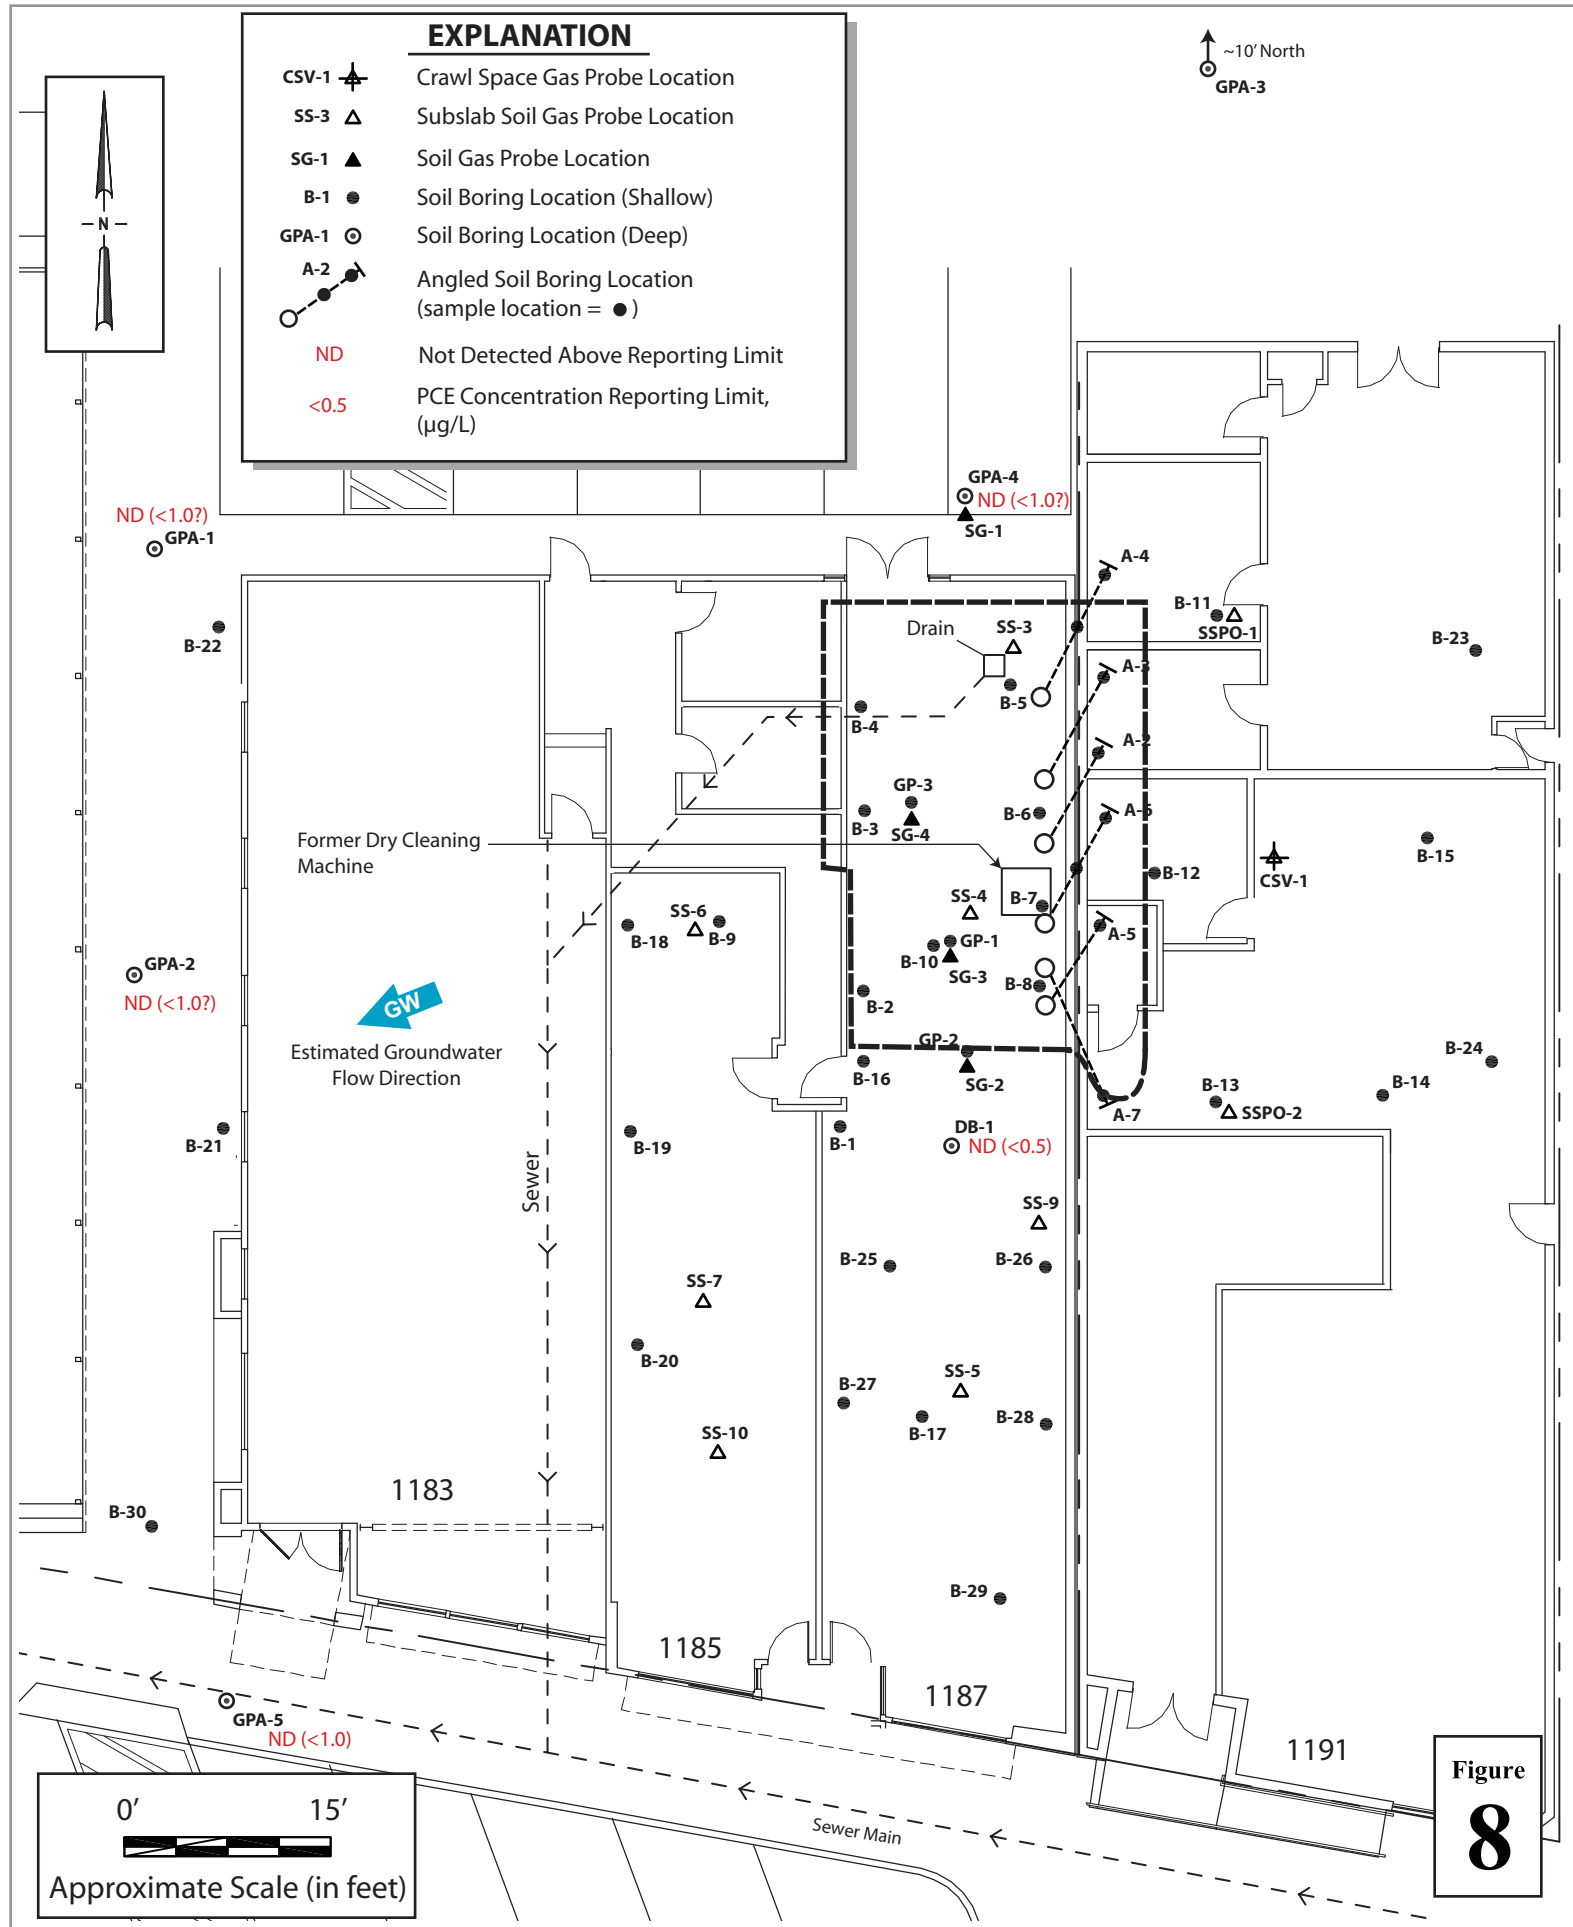 EXPLANATION
CSV-1 Crawl Space Gas Probe Location
SS-3 Subslab Soil Gas Probe Location
SG-1 Soil Gas Probe Location
B-1 Soil Boring Location (Shallow)
GPA-1 Soil Boring Location (Deep)
A-2 Angled Soil Boring Location
(sample location = ●)
ND Not Detected Above Reporting Limit
<0.5 PCE Concentration Reporting Limit,
(µg/L)
N
~10' North
GPA-3
GPA-4
ND (<1.0?)
SG-1
ND (<1.0?)
GPA-1
A-4
B-11
SSPO-1
B-22
Drain
SS-3
B-23
A-3
B-5
B-4
A-2
GP-3
B-3
SG-4
B-6
A-6
Former Dry Cleaning
Machine
B-15
CSV-1
B-12
B-7
SS-4
SS-6
B-18
B-9
A-5
GP-1
B-10
SG-3
GPA-2
ND (<1.0?)
GW
B-8
B-2
Estimated Groundwater
Flow Direction
GP-2
B-16
SG-2
B-24
B-14
B-13
SSPO-2
A-7
B-21
B-19
B-1
DB-1
ND (<0.5)
Sewer
SS-9
B-25
B-26
SS-7
B-20
SS-5
B-27
B-17
B-28
SS-10
1183
B-30
B-29
1185
1187
GPA-5
ND (<1.0)
1191
Sewer Main
0' 15'
Approximate Scale (in feet)
Figure
8